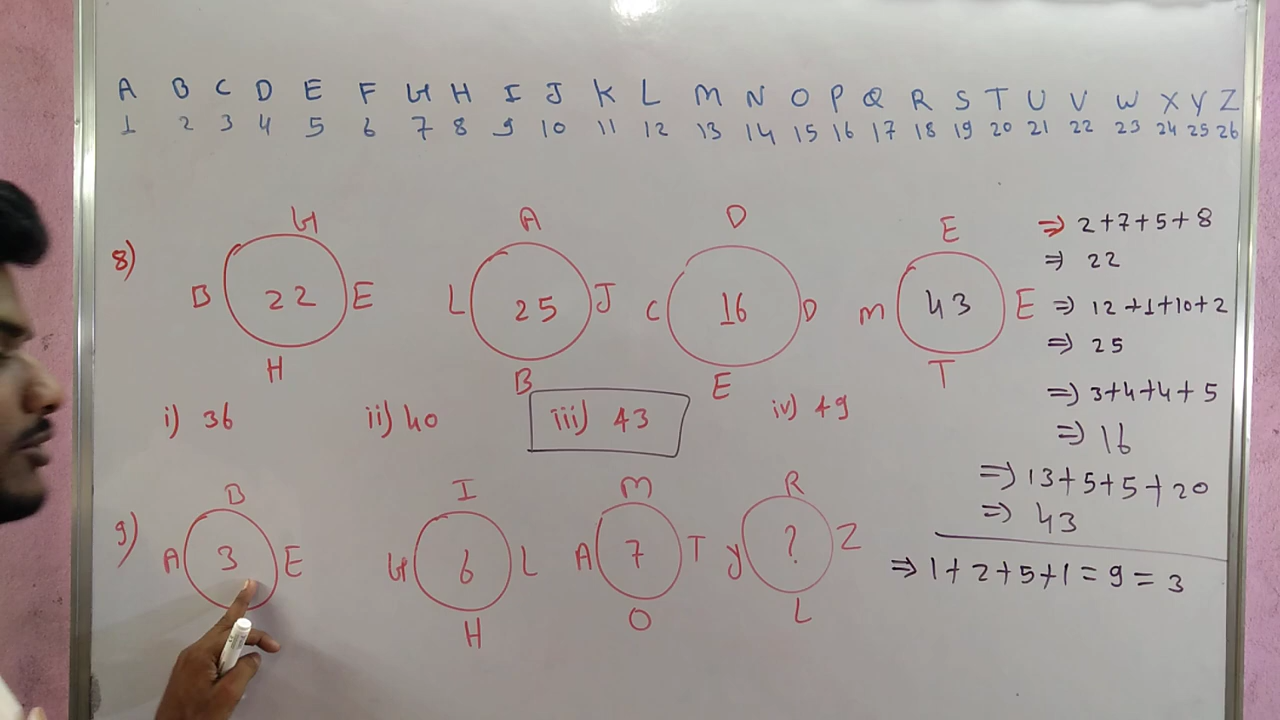 A B C D E F G H I J K L M N O P Q R S T U V W X Y Z
1 2 3 4 5 6 7 8 9 10 11 12 13 14 15 16 17 18 19 20 21 22 23 24 25 26
8)
G
B 22 E
H
A
L 25 J
B
D
C 16 D
E
E
M 43 E
T
i) 36 ii) 40 iii) 43 iv) 49
⇒ 2+7+5+8
⇒ 22
⇒ 12+1+10+2
⇒ 25
⇒ 3+4+4+5
⇒ 16
⇒ 13+5+5+20
⇒ 43
9)
B
A 3 E
I
G 6 L
H
M
A 7 T
O
R
y ? Z
L
⇒ 1+2+5+1=9=3